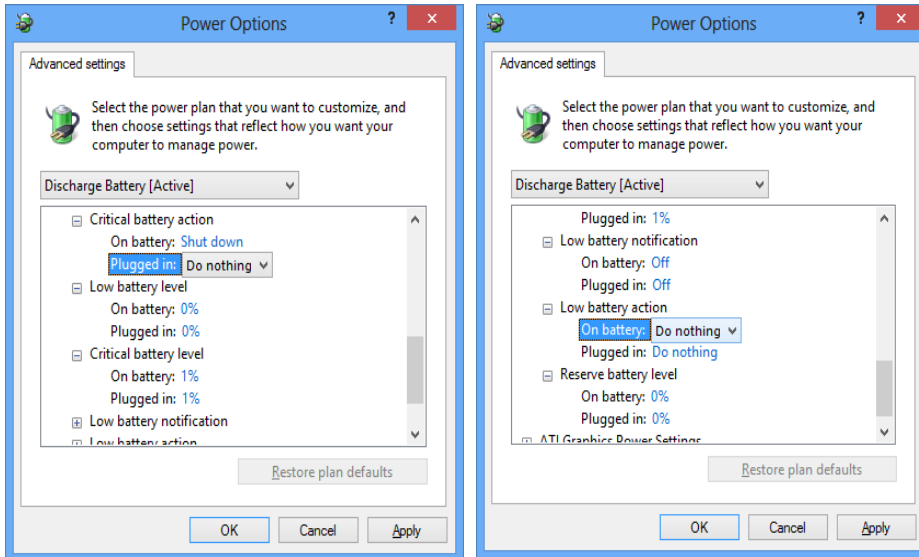 Power Options
?
x
Advanced settings
Select the power plan that you want to customize, and
then choose settings that reflect how you want your
computer to manage power.
Discharge Battery [Active]
Critical battery action
On battery: Shut down
Plugged in: Do nothing
Low battery level
On battery: 0%
Plugged in: 0%
Critical battery level
On battery: 1%
Plugged in: 1%
Low battery notification
Low battery action
Restore plan defaults
OK
Cancel
Apply
Power Options
?
x
Advanced settings
Select the power plan that you want to customize, and
then choose settings that reflect how you want your
computer to manage power.
Discharge Battery [Active]
Plugged in: 1%
Low battery notification
On battery: Off
Plugged in: Off
Low battery action
On battery: Do nothing
Plugged in: Do nothing
Reserve battery level
On battery: 0%
Plugged in: 0%
ATI Graphics Power Settings
Restore plan defaults
OK
Cancel
Apply